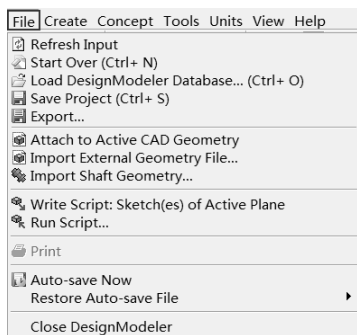 File Create Concept Tools Units View Help
Refresh Input
Start Over (Ctrl+ N)
Load DesignModeler Database... (Ctrl+ O)
Save Project (Ctrl+ S)
Export...
Attach to Active CAD Geometry
Import External Geometry File...
Import Shaft Geometry...
Write Script: Sketch(es) of Active Plane
Run Script...
Print
Auto-save Now
Restore Auto-save File
Close DesignModeler